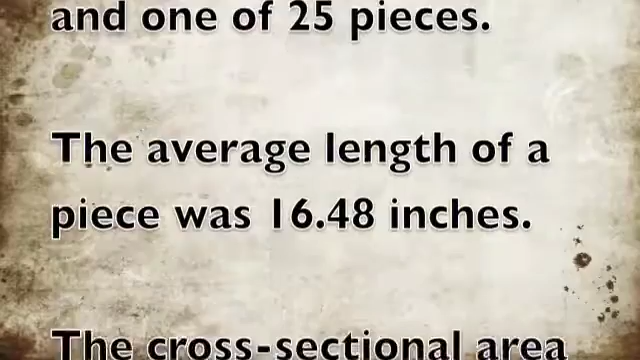 and one of 25 pieces.
The average length of a
piece was 16.48 inches.
The cross-sectional area